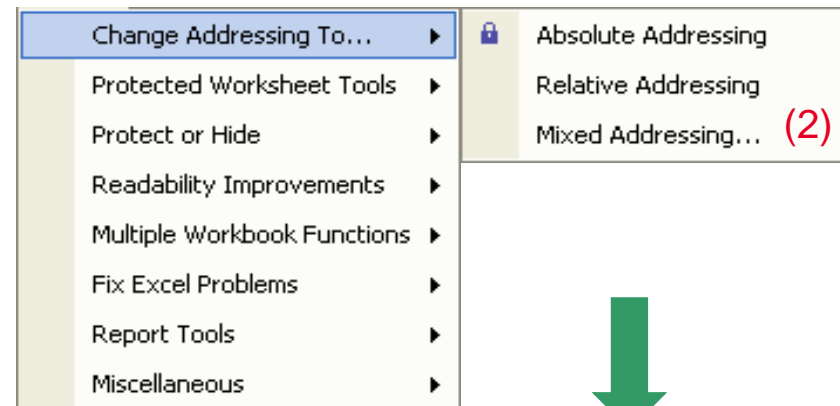 Change Addressing To...
Absolute Addressing
Protected Worksheet Tools
Relative Addressing
Protect or Hide
Mixed Addressing... (2)
Readability Improvements
Multiple Workbook Functions
Fix Excel Problems
Report Tools
Miscellaneous